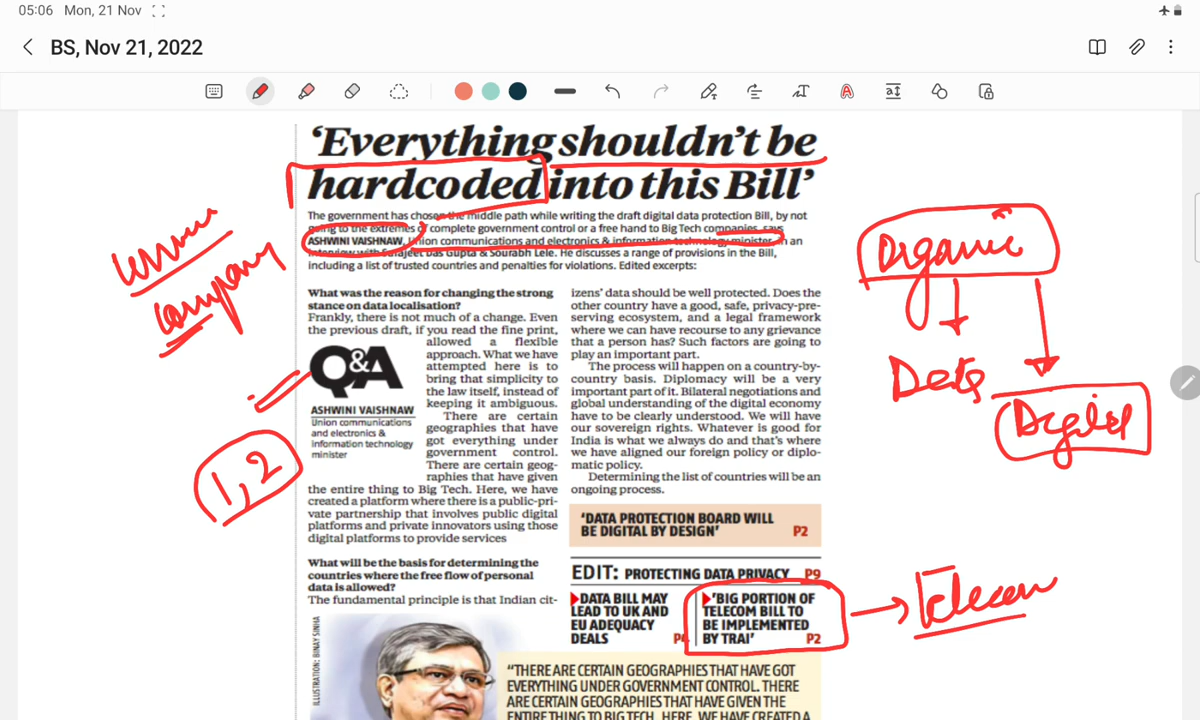 05:06 Mon, 21 Nov
BS, Nov 21, 2022
‘Everything shouldn’t be
hardcoded into this Bill’
The government has chosen the middle path while writing the draft digital data protection Bill, by not
going to the extremes of complete government control or a free hand to Big Tech companies, says
ASHWINI VAISHNAW, Union communications and electronics & information technology minister, in an
interview with Surajeet Das Gupta & Sourabh Lele. He discusses a range of provisions in the Bill,
including a list of trusted countries and penalties for violations. Edited excerpts:
What was the reason for changing the strong
stance on data localisation?
Frankly, there is not much of a change. Even
the previous draft, if you read the fine print,
allowed a flexible
approach. What we have
attempted here is to
bring that simplicity to
the law itself, instead of
keeping it ambiguous.
There are certain
geographies that have
got everything under
government control.
There are certain geog-
raphies that have given
the entire thing to Big Tech. Here, we have
created a platform where there is a public-pri-
vate partnership that involves public digital
platforms and private innovators using those
digital platforms to provide services
Q&A
ASHWINI VAISHNAW
Union communications
and electronics &
information technology
minister
What will be the basis for determining the
countries where the free flow of personal
data is allowed?
The fundamental principle is that Indian cit-
izens’ data should be well protected. Does the
other country have a good, safe, privacy-pre-
serving ecosystem, and a legal framework
where we can have recourse to any grievance
that a person has? Such factors are going to
play an important part.
The process will happen on a country-by-
country basis. Diplomacy will be a very
important part of it. Bilateral negotiations and
global understanding of the digital economy
have to be clearly understood. We will have
our sovereign rights. Whatever is good for
India is what we always do and that’s where
we have aligned our foreign policy or diplo-
matic policy.
Determining the list of countries will be an
ongoing process.
‘DATA PROTECTION BOARD WILL
BE DIGITAL BY DESIGN’ P2
EDIT: PROTECTING DATA PRIVACY P9
DATA BILL MAY
LEAD TO UK AND
EU ADEQUACY
DEALS
‘BIG PORTION OF
TELECOM BILL TO
BE IMPLEMENTED
BY TRAI’ P2
ILLUSTRATION: BINAY SINHA
“THERE ARE CERTAIN GEOGRAPHIES THAT HAVE GOT
EVERYTHING UNDER GOVERNMENT CONTROL. THERE
ARE CERTAIN GEOGRAPHIES THAT HAVE GIVEN THE
ENTIRE THING TO BIG TECH. HERE, WE HAVE CREATED A
company
1, 2
Organic
Data
Digital
Telecom